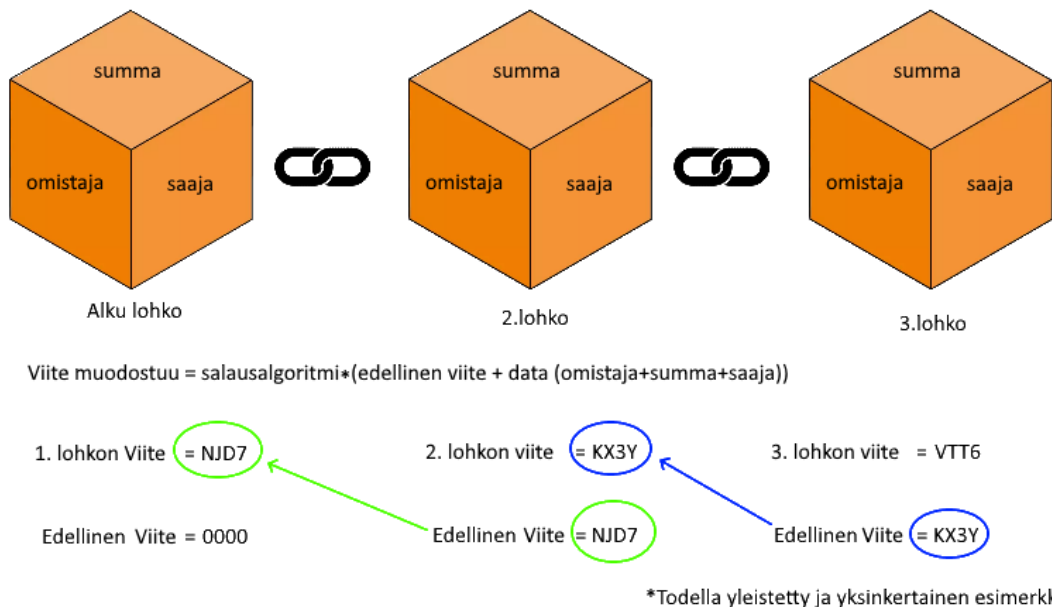 summa
summa
summa
omistaja saaja
omistaja saaja
omistaja saaja
Alku lohko
2.lohko
3.lohko
Viite muodostuu = salausalgoritmi*(edellinen viite + data (omistaja+summa+saaja))
1. lohkon Viite = NJD7
2. lohkon viite = KX3Y
3. lohkon viite = VTT6
Edellinen Viite = 0000
Edellinen Viite = NJD7
Edellinen Viite = KX3Y
*Todella yleistetty ja yksinkertainen esimerkk